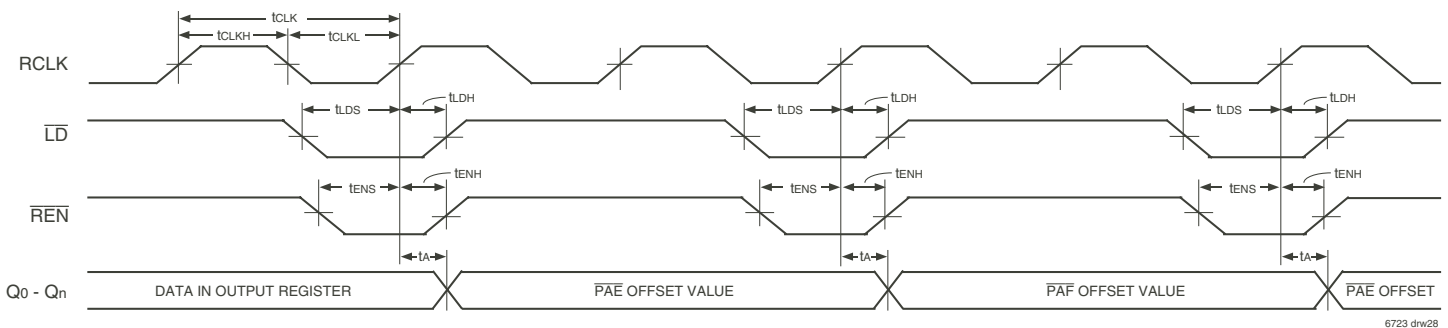 tCLK
tCLKH tCLKL
RCLK
tLDS tLDH tLDS tLDH tLDS tLDH
LD
tENS tENH tENS tENH tENS tENH
REN
tA tA tA
Q0 - Qn DATA IN OUTPUT REGISTER PAE OFFSET VALUE PAF OFFSET VALUE PAE OFFSET
6723 drw28